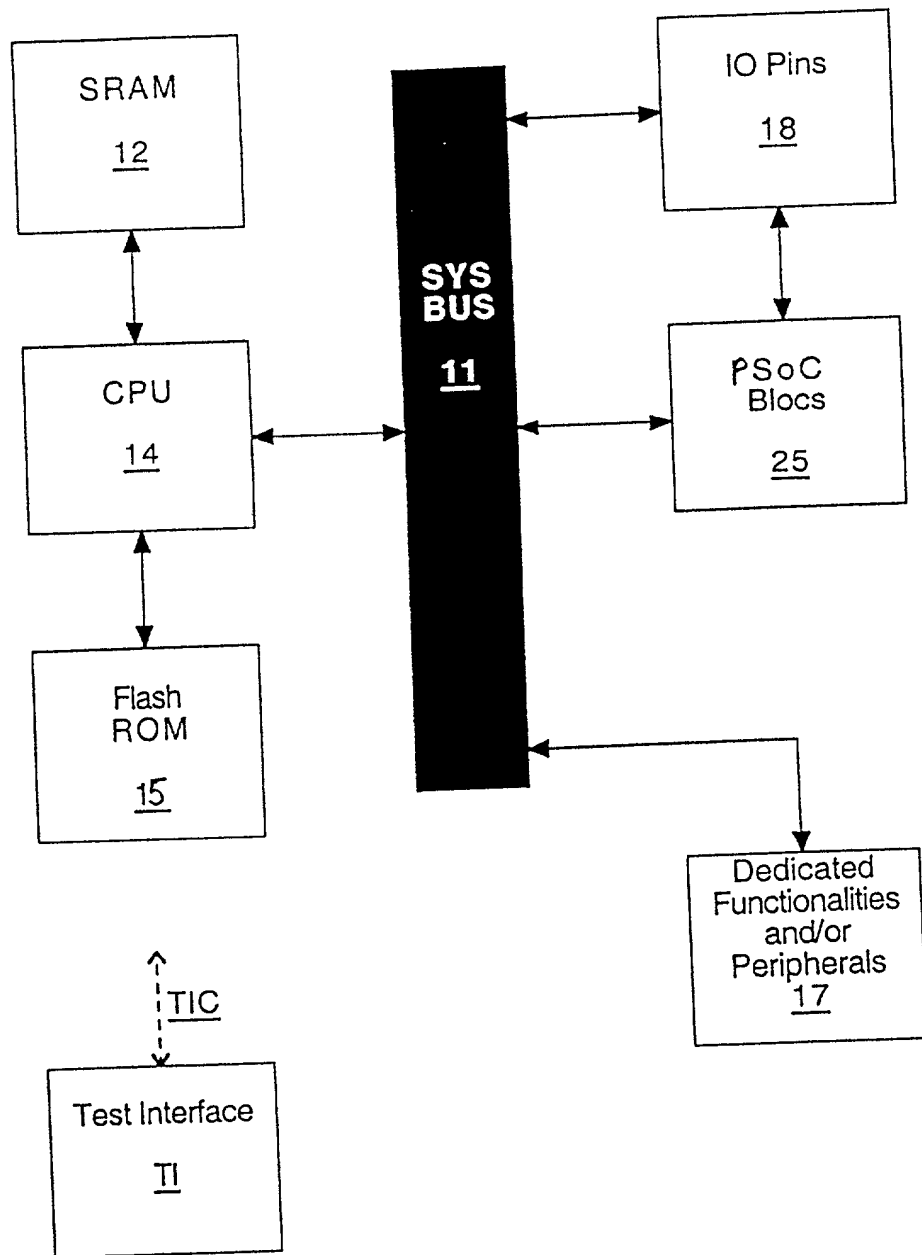 SRAM
12
IO Pins
18
SYS
BUS
11
CPU
14
PSoC
Blocs
25
Flash
ROM
15
Dedicated
Functionalities
and/or
Peripherals
17
TIC
Test Interface
TI